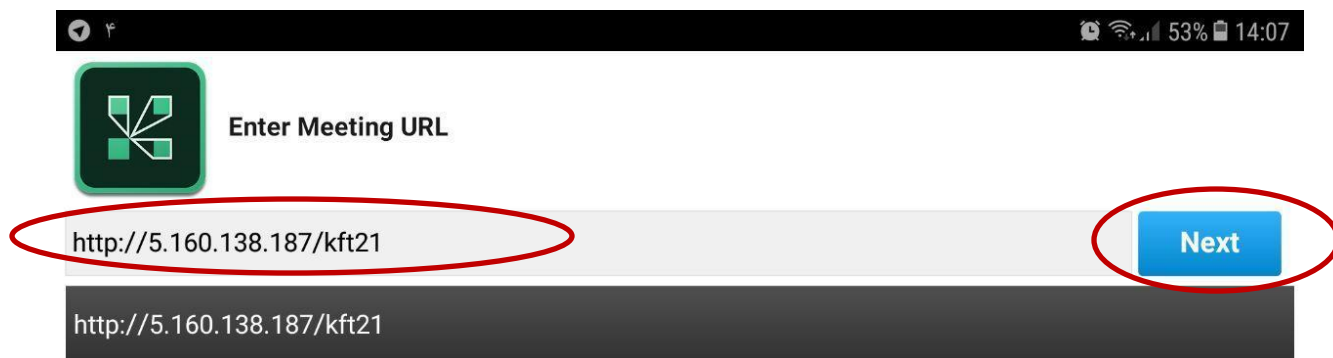 ۴ 53% 14:07
Enter Meeting URL
http://5.160.138.187/kft21 Next
http://5.160.138.187/kft21